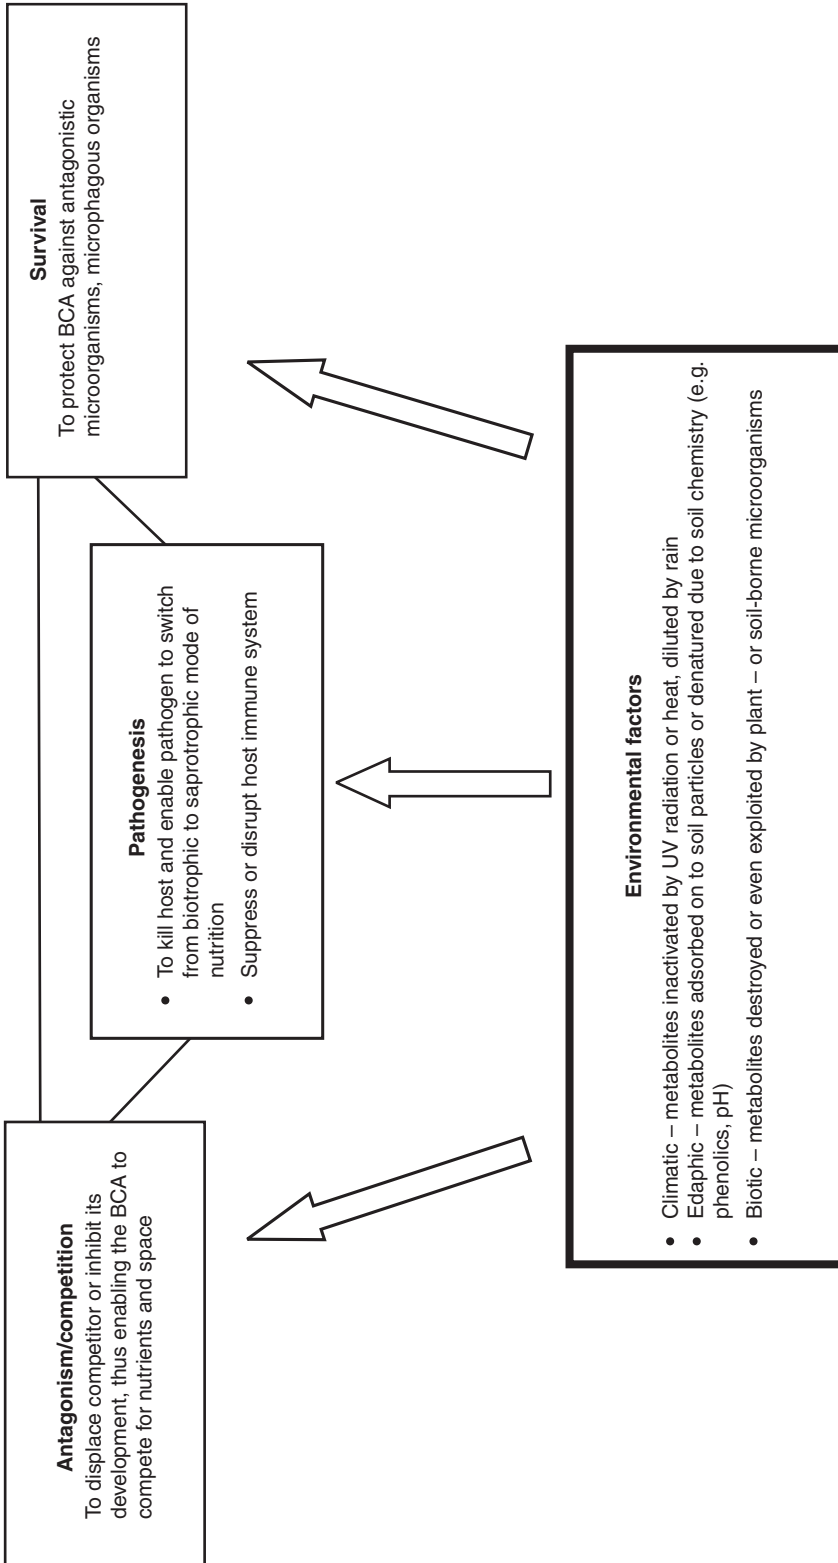 Antagonism/competition
To displace competitor or inhibit its
development, thus enabling the BCA to
compete for nutrients and space
Pathogenesis
• To kill host and enable pathogen to switch
from biotrophic to saprotrophic mode of
nutrition
• Suppress or disrupt host immune system
Survival
To protect BCA against antagonistic
microorganisms, microphagous organisms
Environmental factors
• Climatic – metabolites inactivated by UV radiation or heat, diluted by rain
• Edaphic – metabolites adsorbed on to soil particles or denatured due to soil chemistry (e.g.
phenolics, pH)
• Biotic – metabolites destroyed or even exploited by plant – or soil-borne microorganisms